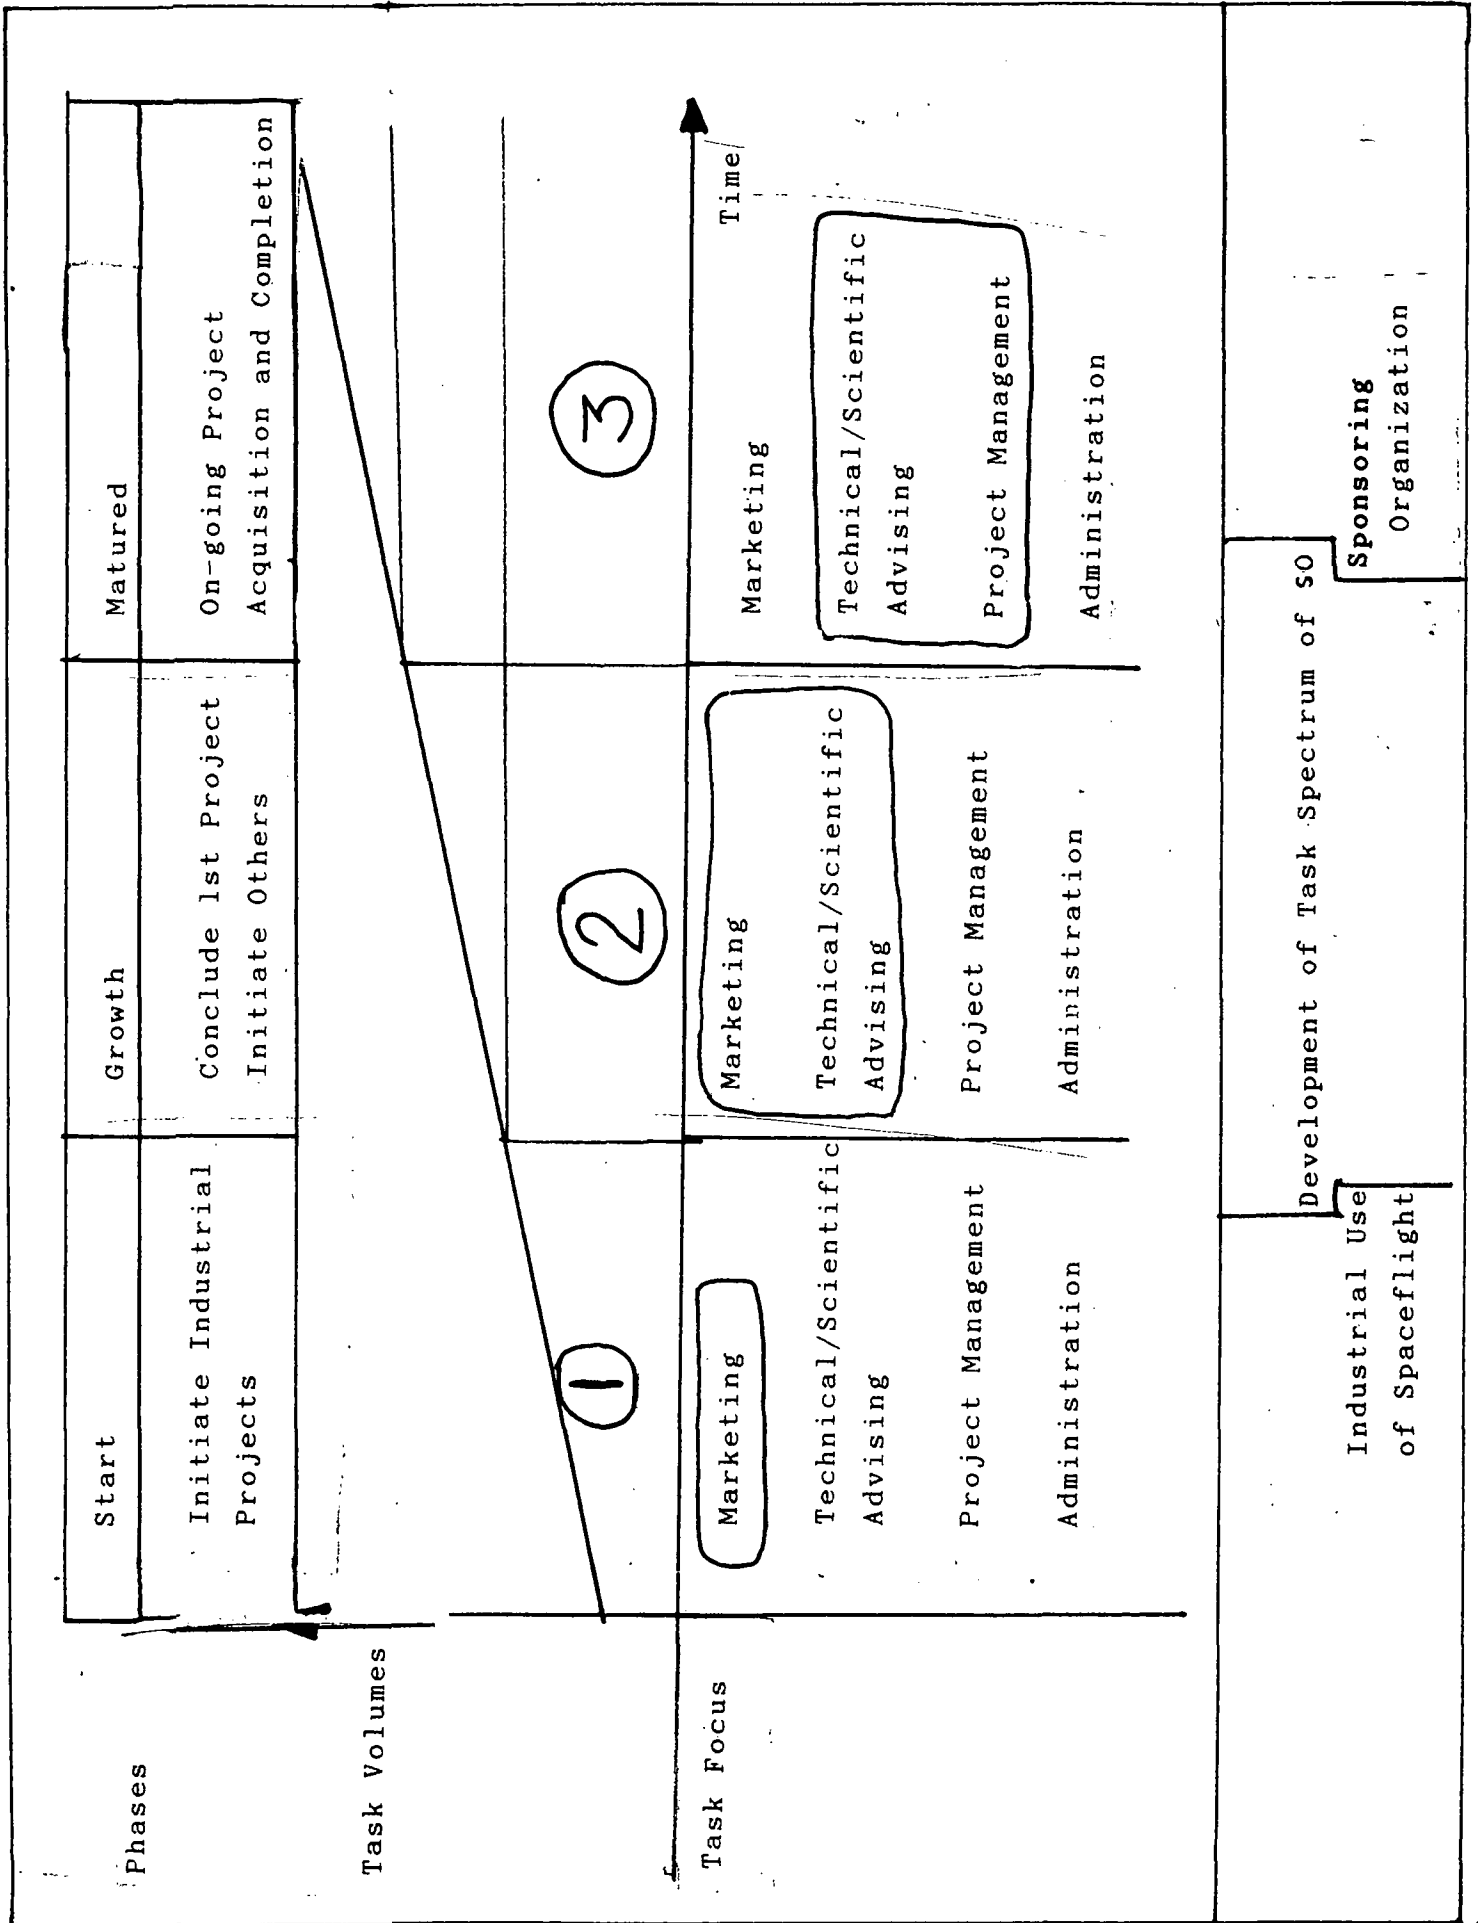 Phases
Start
Growth
Matured
Initiate Industrial
Projects
Conclude 1st Project
Initiate Others
On-going Project
Acquisition and Completion
Task Volumes
1
2
3
Time
Task Focus
Marketing
Technical/Scientific
Advising
Project Management
Administration
Marketing
Technical/Scientific
Advising
Project Management
Administration
Marketing
Technical/Scientific
Advising
Project Management
Administration
Industrial Use
of Spaceflight
Development of Task Spectrum of SO
Sponsoring
Organization